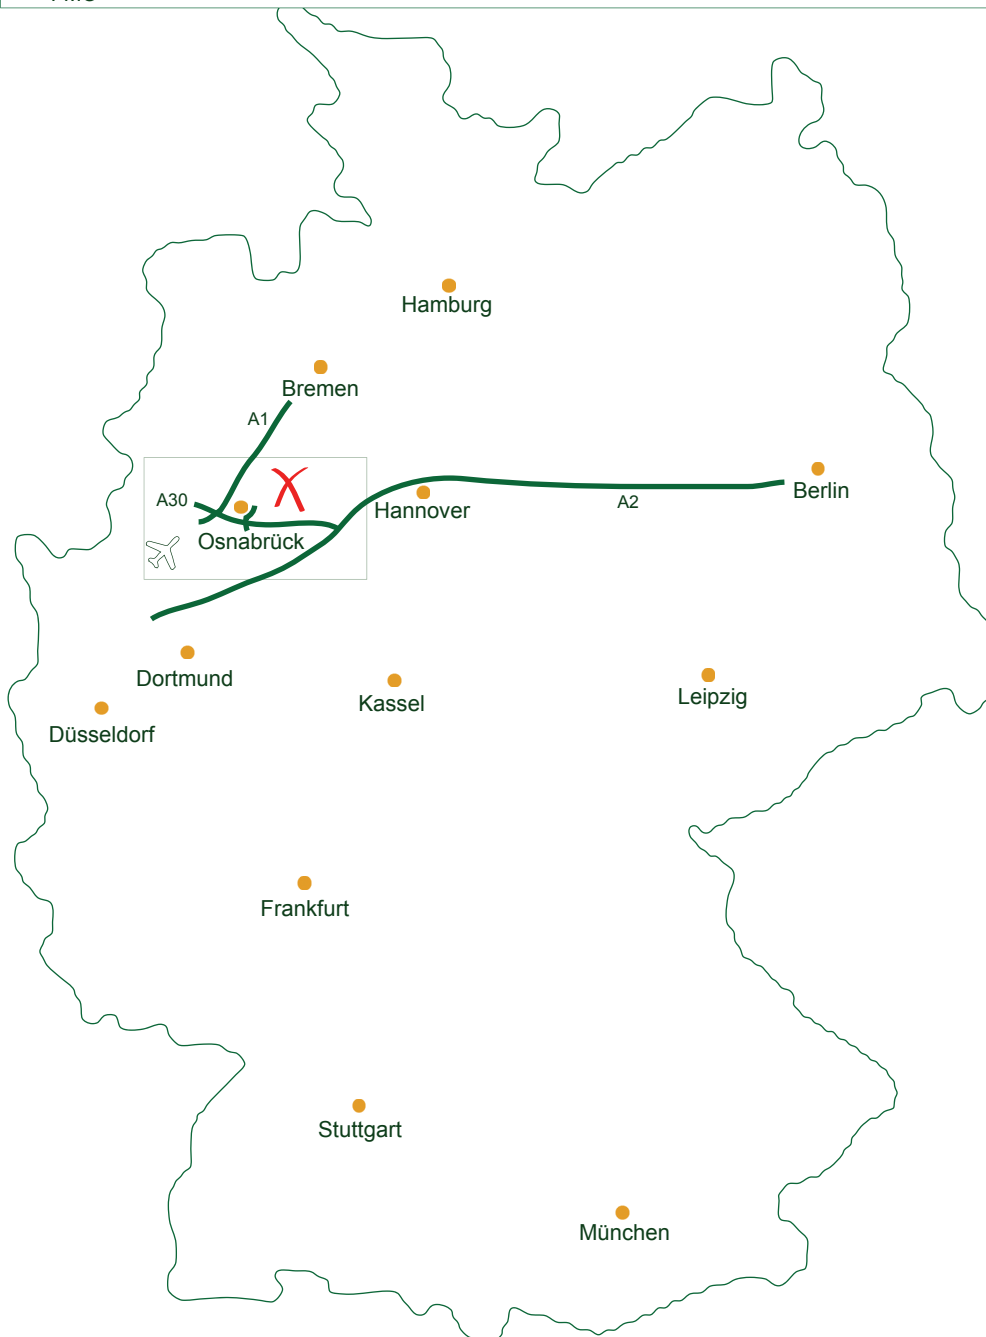 Hamburg
Bremen
A1
A30
Osnabrück
Hannover
A2
Berlin
Dortmund
Düsseldorf
Kassel
Leipzig
Frankfurt
Stuttgart
München